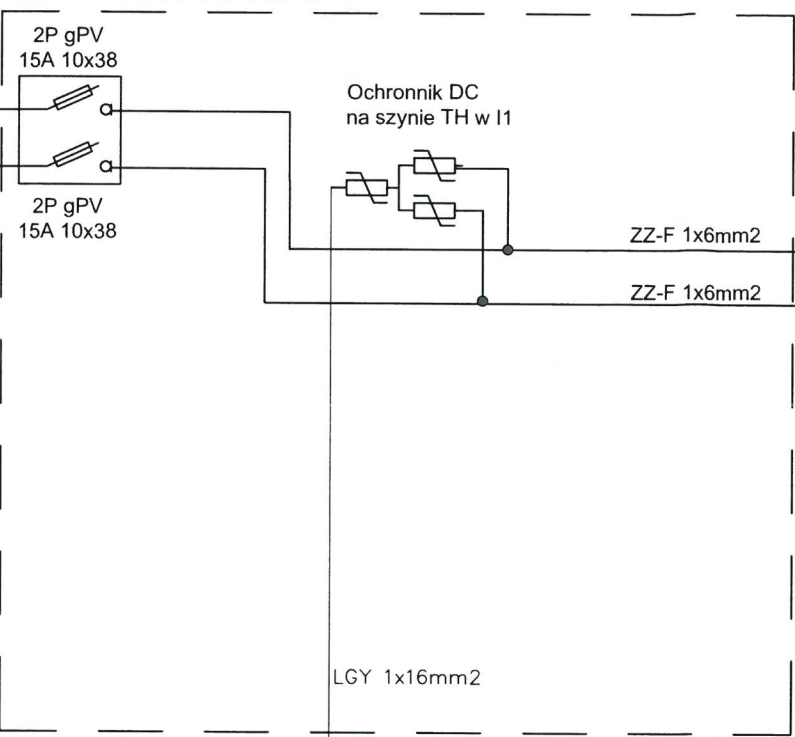 2P gPV
15A 10x38
Ochronnik DC
na szynie TH w I1
2P gPV
15A 10x38
ZZ-F 1x6mm2
ZZ-F 1x6mm2
LGY 1x16mm2